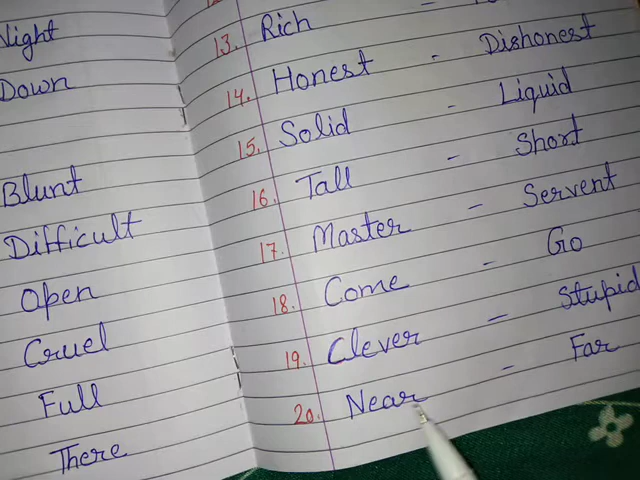 Night
Down
Blunt
Difficult
Open
Cruel
Full
There
13. Rich -
14. Honest - Dishonest
15. Solid - Liquid
16. Tall - Short
17. Master - Servent
18. Come - Go
19. Clever - Stupid
20. Near - Far